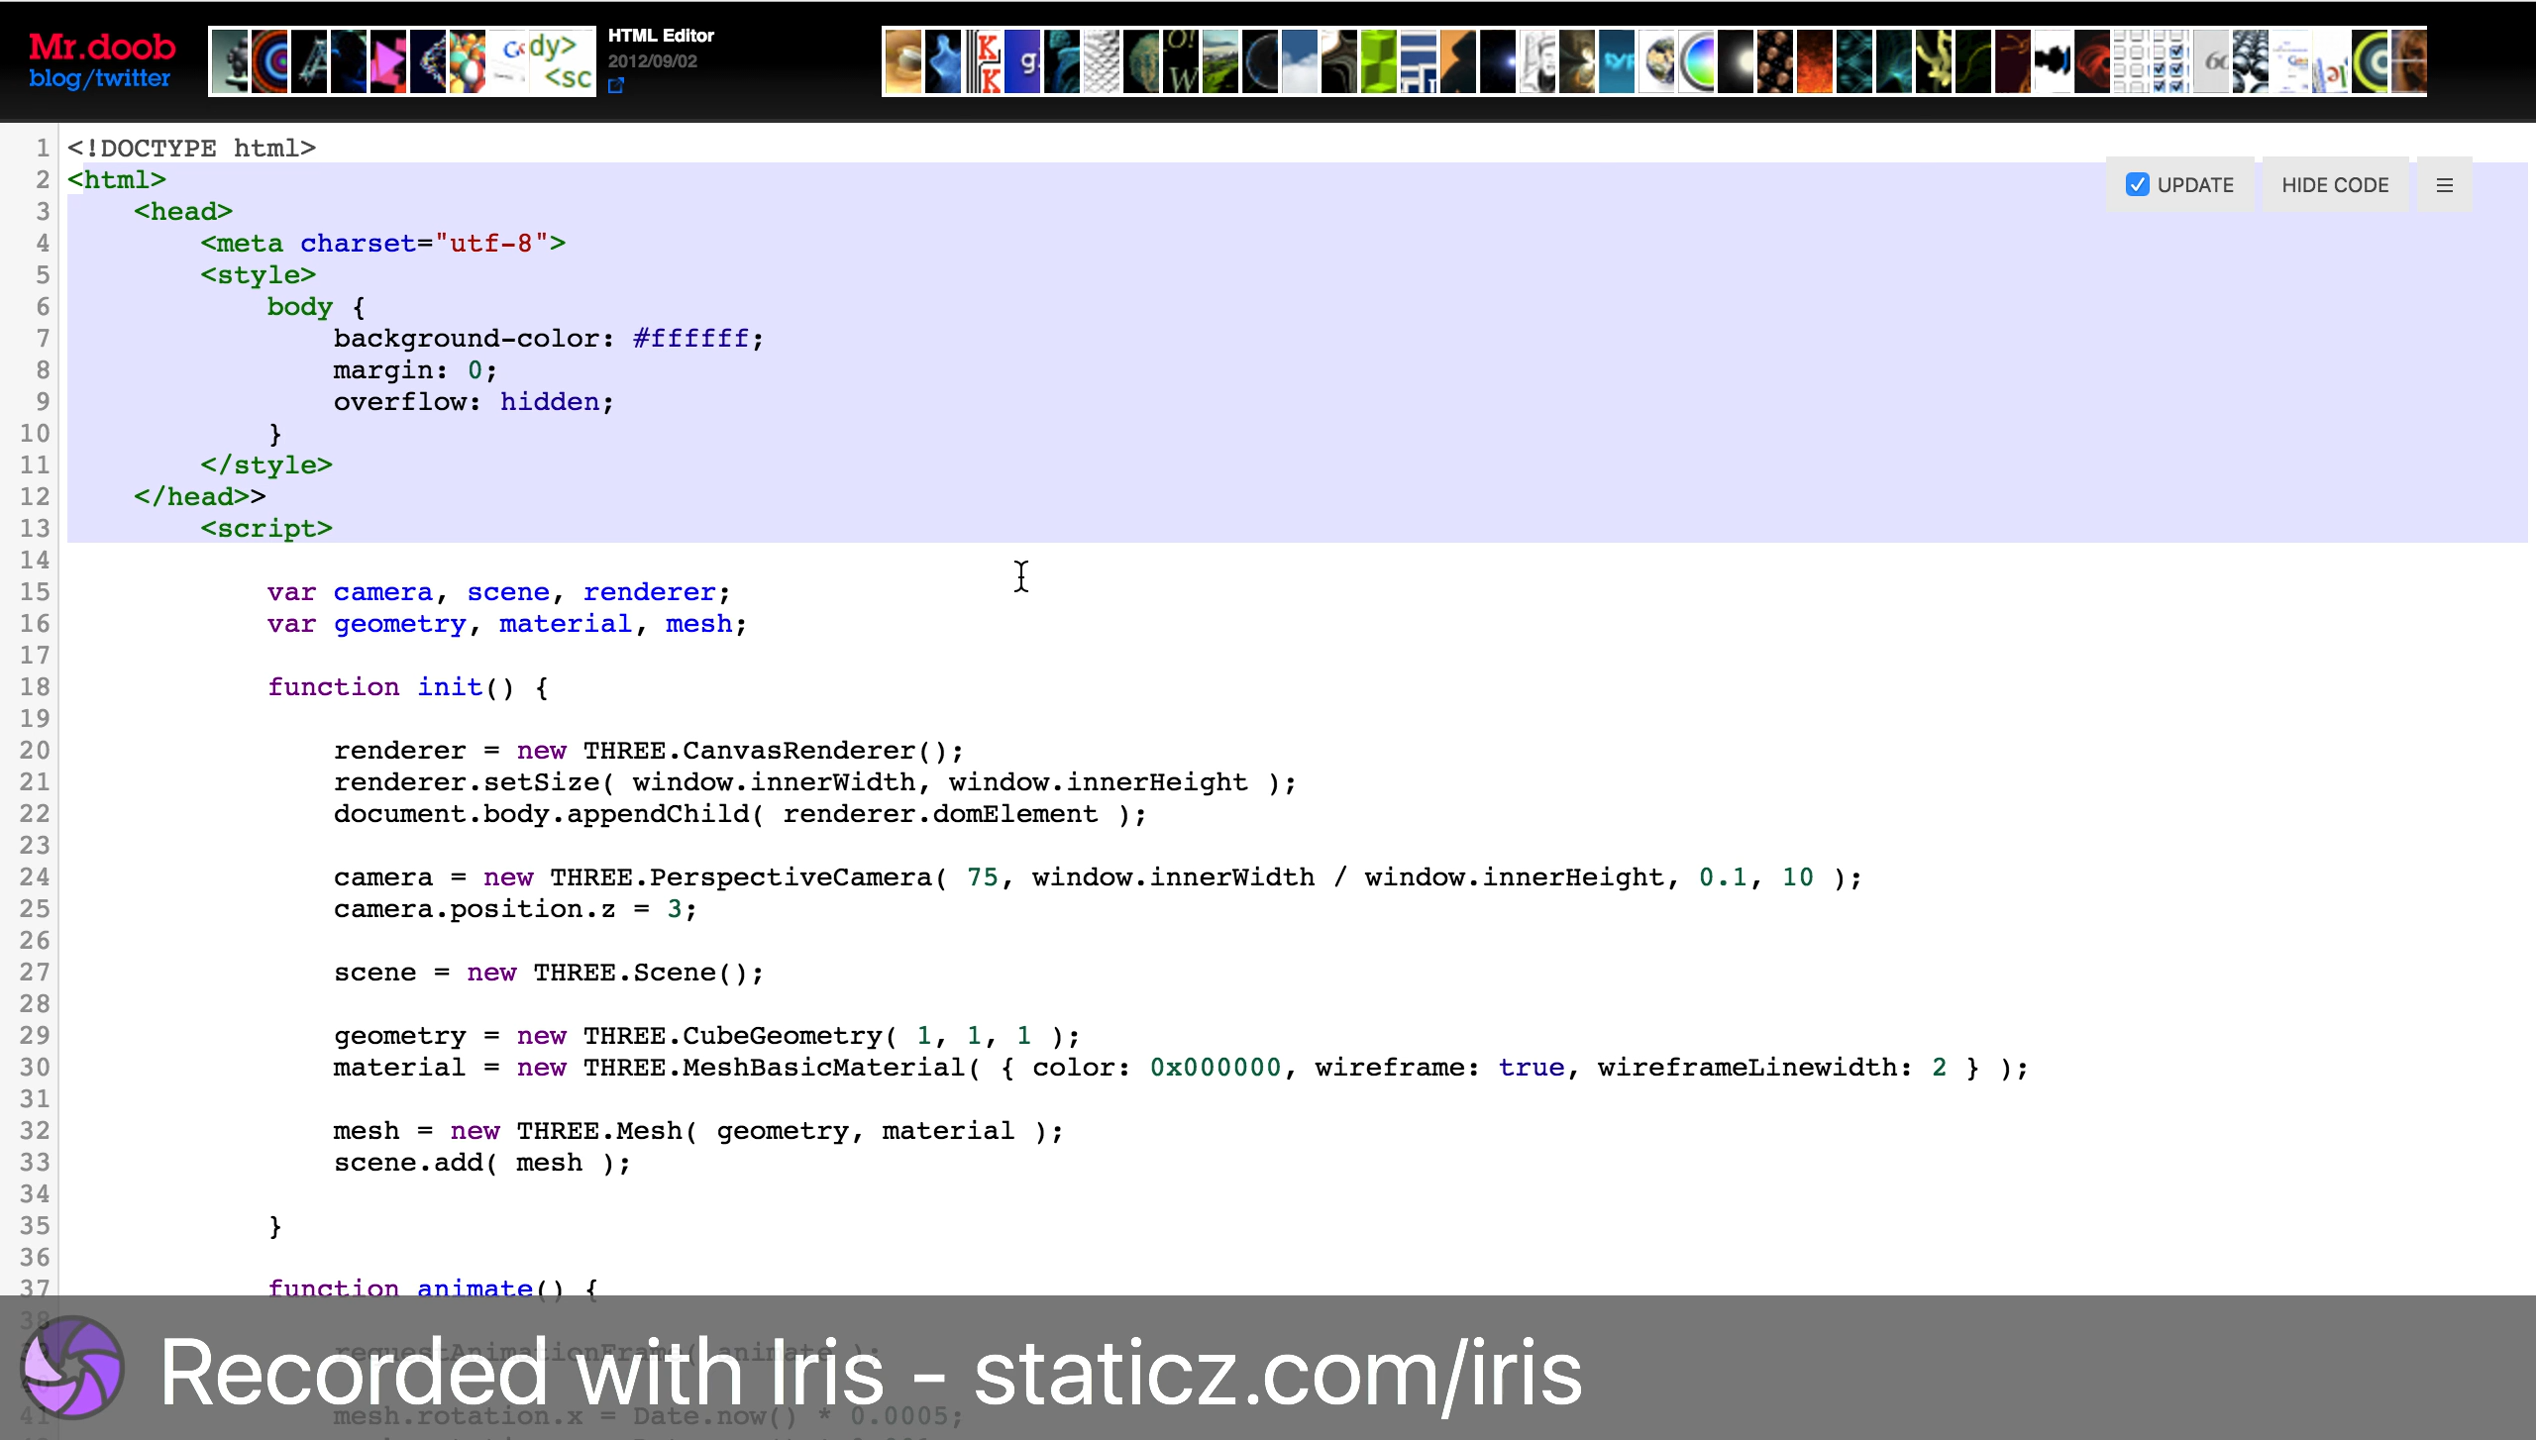 Mr.doob
blog/twitter
dy>
<sc
HTML Editor
2012/09/02
UPDATE
HIDE CODE
1 <!DOCTYPE html>
2 <html>
3 <head>
4 <meta charset="utf-8">
5 <style>
6 body {
7 background-color: #ffffff;
8 margin: 0;
9 overflow: hidden;
10 }
11 </style>
12 </head>>
13 <script>
14
15 var camera, scene, renderer;
16 var geometry, material, mesh;
17
18 function init() {
19
20 renderer = new THREE.CanvasRenderer();
21 renderer.setSize( window.innerWidth, window.innerHeight );
22 document.body.appendChild( renderer.domElement );
23
24 camera = new THREE.PerspectiveCamera( 75, window.innerWidth / window.innerHeight, 0.1, 10 );
25 camera.position.z = 3;
26
27 scene = new THREE.Scene();
28
29 geometry = new THREE.CubeGeometry( 1, 1, 1 );
30 material = new THREE.MeshBasicMaterial( { color: 0x000000, wireframe: true, wireframeLinewidth: 2 } );
31
32 mesh = new THREE.Mesh( geometry, material );
33 scene.add( mesh );
34
35 }
36
37 function animate() {
38
39 requestAnimationFrame( animate );
Recorded with Iris - staticz.com/iris
41 mesh.rotation.x = Date.now() * 0.0005;